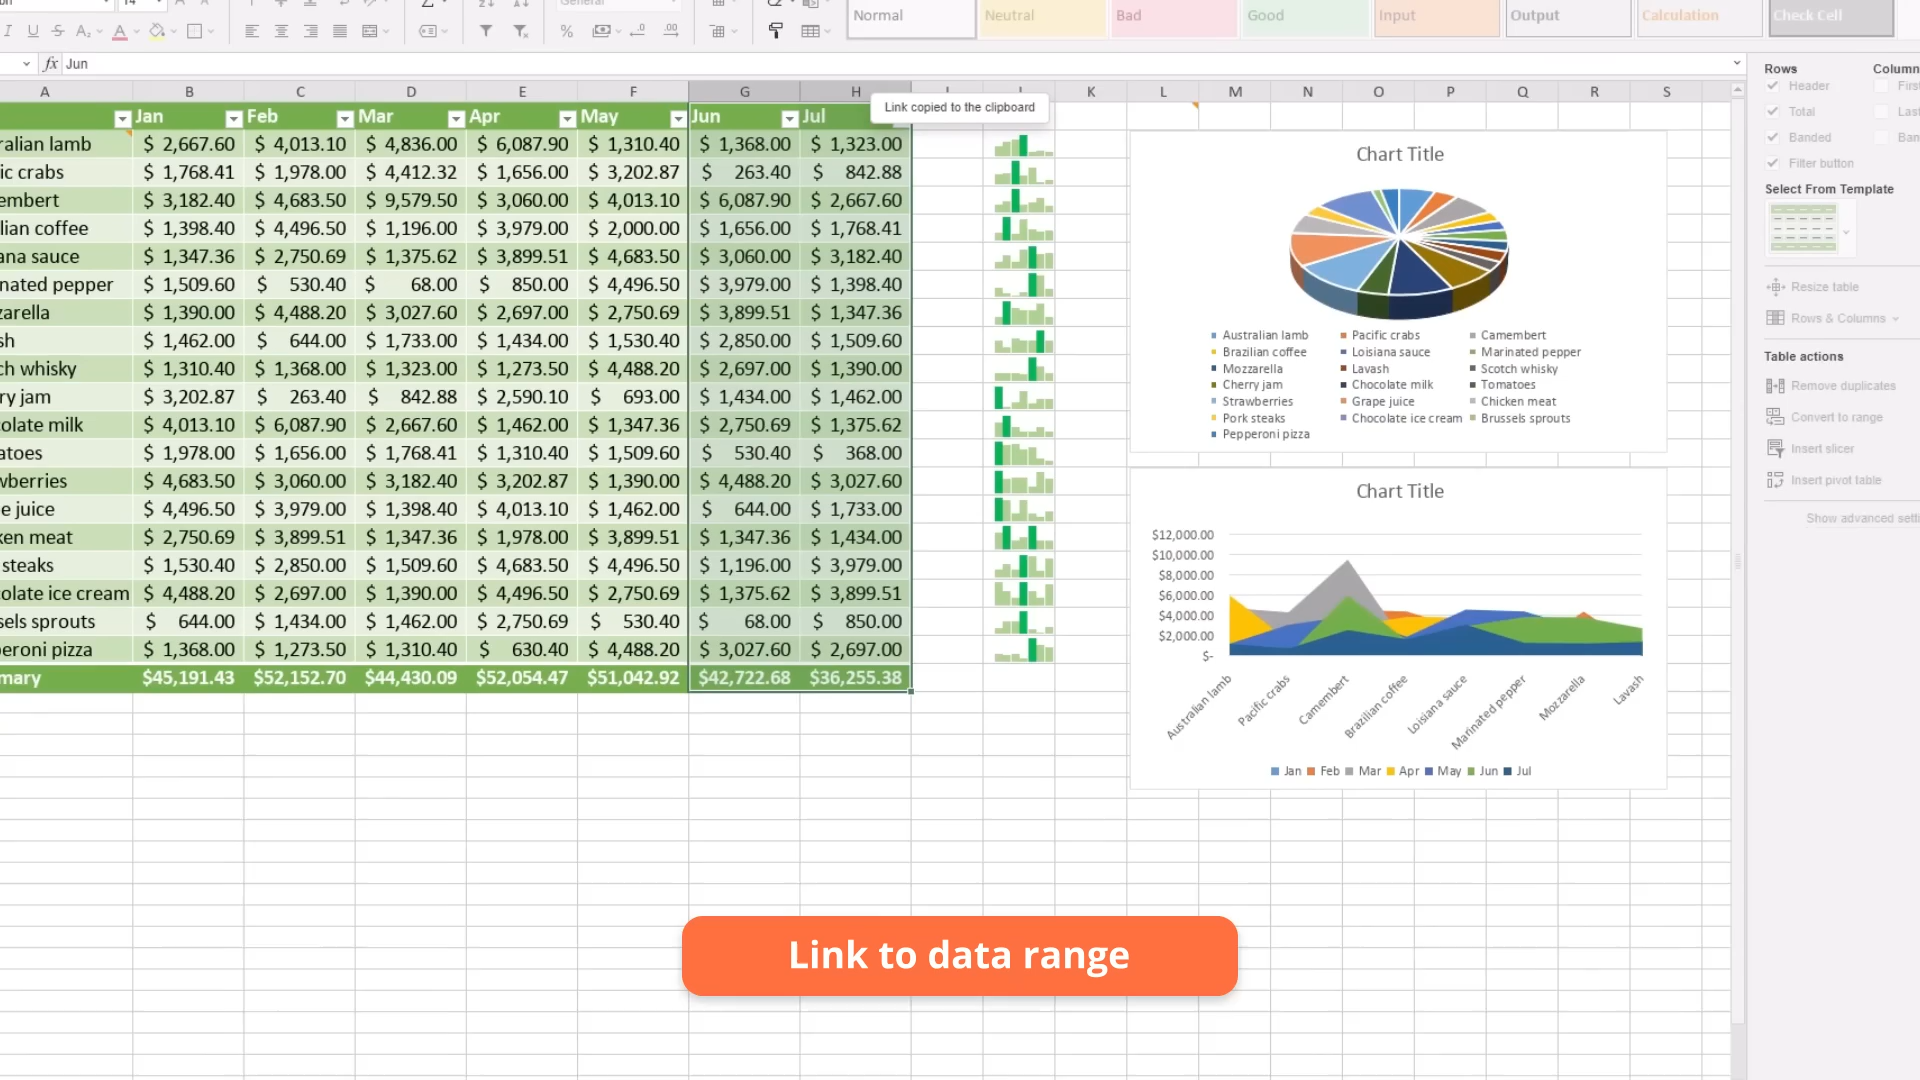 14
General
Normal
Neutral
Bad
Good
Input
Output
Calculation
Check Cell
fx Jun
Link copied to the clipboard
A B C D E F G H K L M N O P Q R S
Jan Feb Mar Apr May Jun Jul
ralian lamb $ 2,667.60 $ 4,013.10 $ 4,836.00 $ 6,087.90 $ 1,310.40 $ 1,368.00 $ 1,323.00
ic crabs $ 1,768.41 $ 1,978.00 $ 4,412.32 $ 1,656.00 $ 3,202.87 $ 263.40 $ 842.88
embert $ 3,182.40 $ 4,683.50 $ 9,579.50 $ 3,060.00 $ 4,013.10 $ 6,087.90 $ 2,667.60
lian coffee $ 1,398.40 $ 4,496.50 $ 1,196.00 $ 3,979.00 $ 2,000.00 $ 1,656.00 $ 1,768.41
ana sauce $ 1,347.36 $ 2,750.69 $ 1,375.62 $ 3,899.51 $ 4,683.50 $ 3,060.00 $ 3,182.40
nated pepper $ 1,509.60 $ 530.40 $ 68.00 $ 850.00 $ 4,496.50 $ 3,979.00 $ 1,398.40
zarella $ 1,390.00 $ 4,488.20 $ 3,027.60 $ 2,697.00 $ 2,750.69 $ 3,899.51 $ 1,347.36
sh $ 1,462.00 $ 644.00 $ 1,733.00 $ 1,434.00 $ 1,530.40 $ 2,850.00 $ 1,509.60
ch whisky $ 1,310.40 $ 1,368.00 $ 1,323.00 $ 1,273.50 $ 4,488.20 $ 2,697.00 $ 1,390.00
ry jam $ 3,202.87 $ 263.40 $ 842.88 $ 2,590.10 $ 693.00 $ 1,434.00 $ 1,462.00
olate milk $ 4,013.10 $ 6,087.90 $ 2,667.60 $ 1,462.00 $ 1,347.36 $ 2,750.69 $ 1,375.62
atoes $ 1,978.00 $ 1,656.00 $ 1,768.41 $ 1,310.40 $ 1,509.60 $ 530.40 $ 368.00
wberries $ 4,683.50 $ 3,060.00 $ 3,182.40 $ 3,202.87 $ 1,390.00 $ 4,488.20 $ 3,027.60
e juice $ 4,496.50 $ 3,979.00 $ 1,398.40 $ 4,013.10 $ 1,462.00 $ 644.00 $ 1,733.00
ken meat $ 2,750.69 $ 3,899.51 $ 1,347.36 $ 1,978.00 $ 3,899.51 $ 1,347.36 $ 1,434.00
steaks $ 1,530.40 $ 2,850.00 $ 1,509.60 $ 4,683.50 $ 4,496.50 $ 1,196.00 $ 3,979.00
olate ice cream $ 4,488.20 $ 2,697.00 $ 1,390.00 $ 4,496.50 $ 2,750.69 $ 1,375.62 $ 3,899.51
sels sprouts $ 644.00 $ 1,434.00 $ 1,462.00 $ 2,750.69 $ 530.40 $ 68.00 $ 850.00
eroni pizza $ 1,368.00 $ 1,273.50 $ 1,310.40 $ 630.40 $ 4,488.20 $ 3,027.60 $ 2,697.00
mary $45,191.43 $52,152.70 $44,430.09 $52,054.47 $51,042.92 $42,722.68 $36,255.38
Chart Title
Australian lamb Pacific crabs Camembert
Brazilian coffee Loisiana sauce Marinated pepper
Mozzarella Lavash Scotch whisky
Cherry jam Chocolate milk Tomatoes
Strawberries Grape juice Chicken meat
Pork steaks Chocolate ice cream Brussels sprouts
Pepperoni pizza
Chart Title
$12,000.00
$10,000.00
$8,000.00
$6,000.00
$4,000.00
$2,000.00
$-
Australian lamb
Pacific crabs
Camembert
Brazilian coffee
Loisiana sauce
Marinated pepper
Mozzarella
Lavash
Jan Feb Mar Apr May Jun Jul
Rows Column
Header Firs
Total Last
Banded Ban
Filter button
Select From Template
Resize table
Rows & Columns
Table actions
Remove duplicates
Convert to range
Insert slicer
Insert pivot table
Show advanced setti
Link to data range